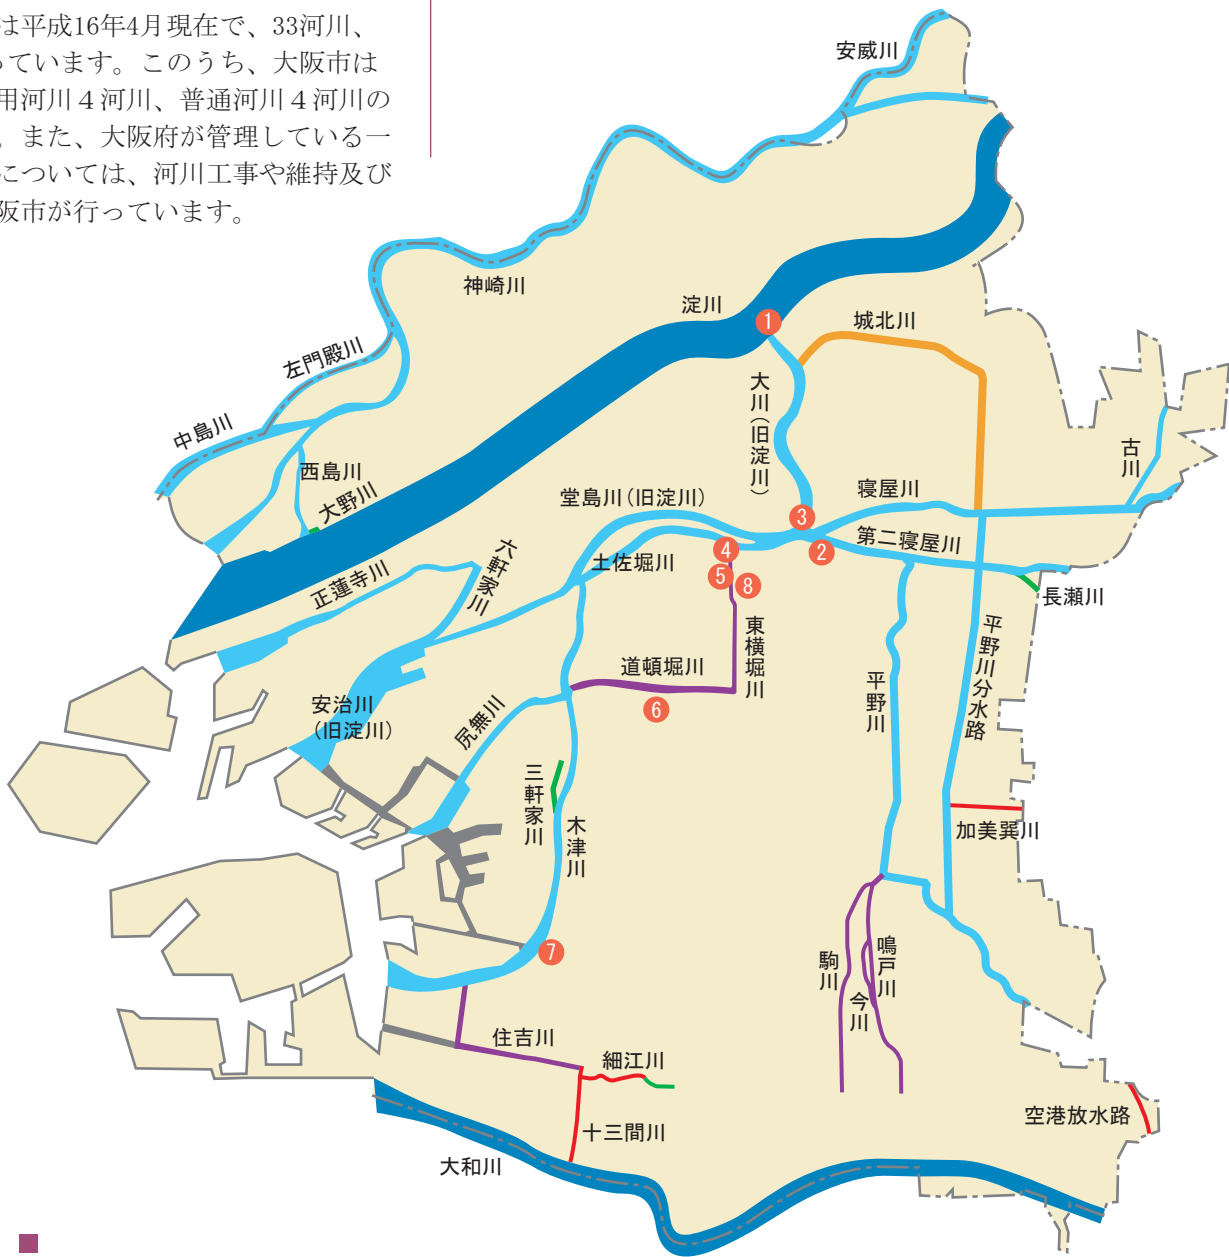 は平成16年4月現在で、33河川、
っています。このうち、大阪市は
用河川４河川、普通河川４河川の
。また、大阪府が管理している一
については、河川工事や維持及び
阪市が行っています。
安威川
神崎川
淀川
1
城北川
左門殿川
大川(旧淀川)
中島川
古川
西島川
大野川
堂島川(旧淀川)
寝屋川
3
第二寝屋川
2
六軒家川
土佐堀川
4
5
8
正蓮寺川
長瀬川
東横堀川
平野川分水路
道頓堀川
平野川
安治川
(旧淀川)
尻無川
6
三軒家川
木津川
加美巽川
7
鳴戸川
駒川
今川
住吉川
細江川
空港放水路
十三間川
大和川